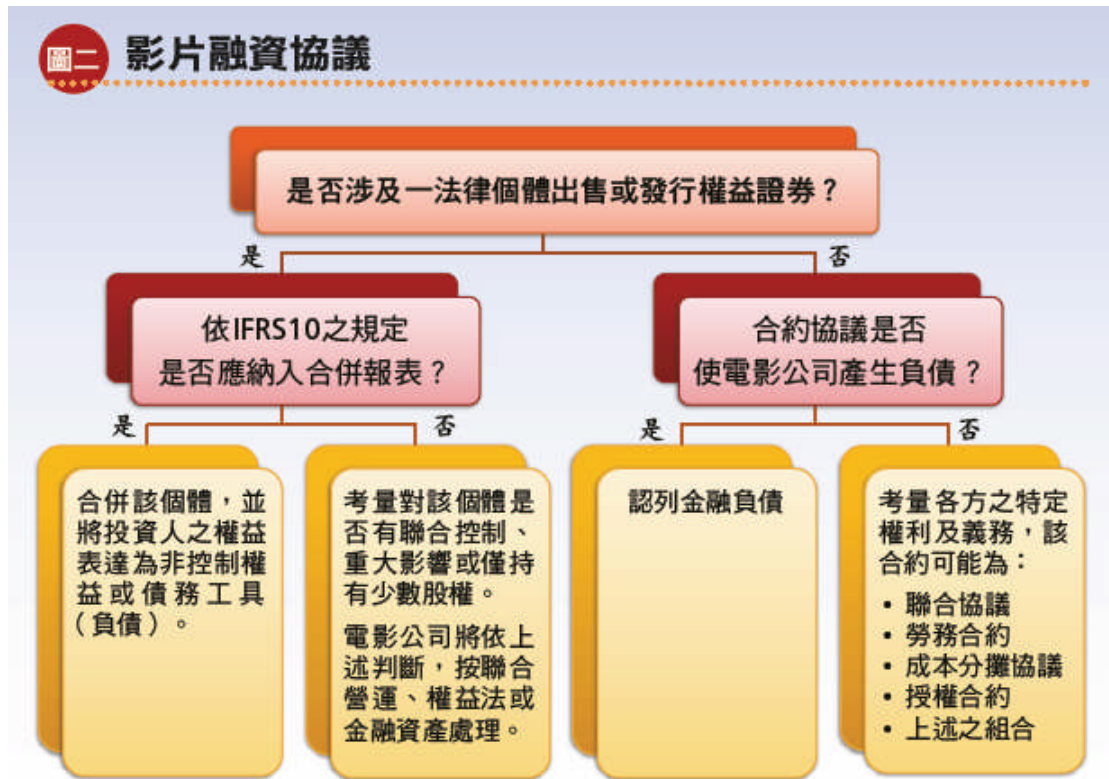 圖二 影片融資協議
是否涉及一法律個體出售或發行權益證券？
是
否
依IFRS10之規定
是否應納入合併報表？
合約協議是否
使電影公司產生負債？
是
否
是
否
合併該個體，並
將投資人之權益
表達為非控制權
益或債務工具
（負債）。
考量對該個體是
否有聯合控制、
重大影響或僅持
有少數股權。
電影公司將依上
述判斷，按聯合
營運、權益法或
金融資產處理。
認列金融負債
考量各方之特定
權利及義務，該
合約可能為：
• 聯合協議
• 勞務合約
• 成本分攤協議
• 授權合約
• 上述之組合